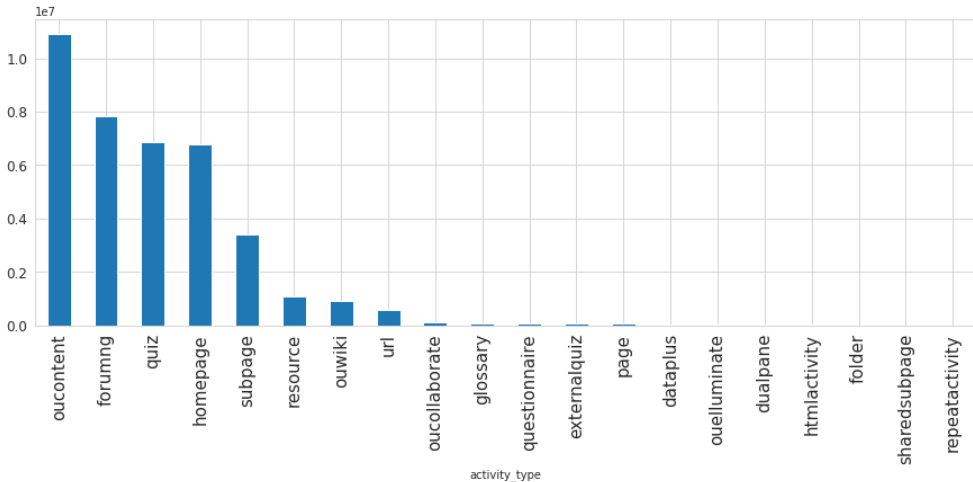 1e7
1.0
0.8
0.6
0.4
0.2
0.0
oucontent
forumng
quiz
homepage
subpage
resource
ouwiki
url
oucollaborate
glossary
questionnaire
externalquiz
page
dataplus
ouelluminate
dualpane
htmlactivity
folder
sharedsubpage
repeatactivity
activity_type